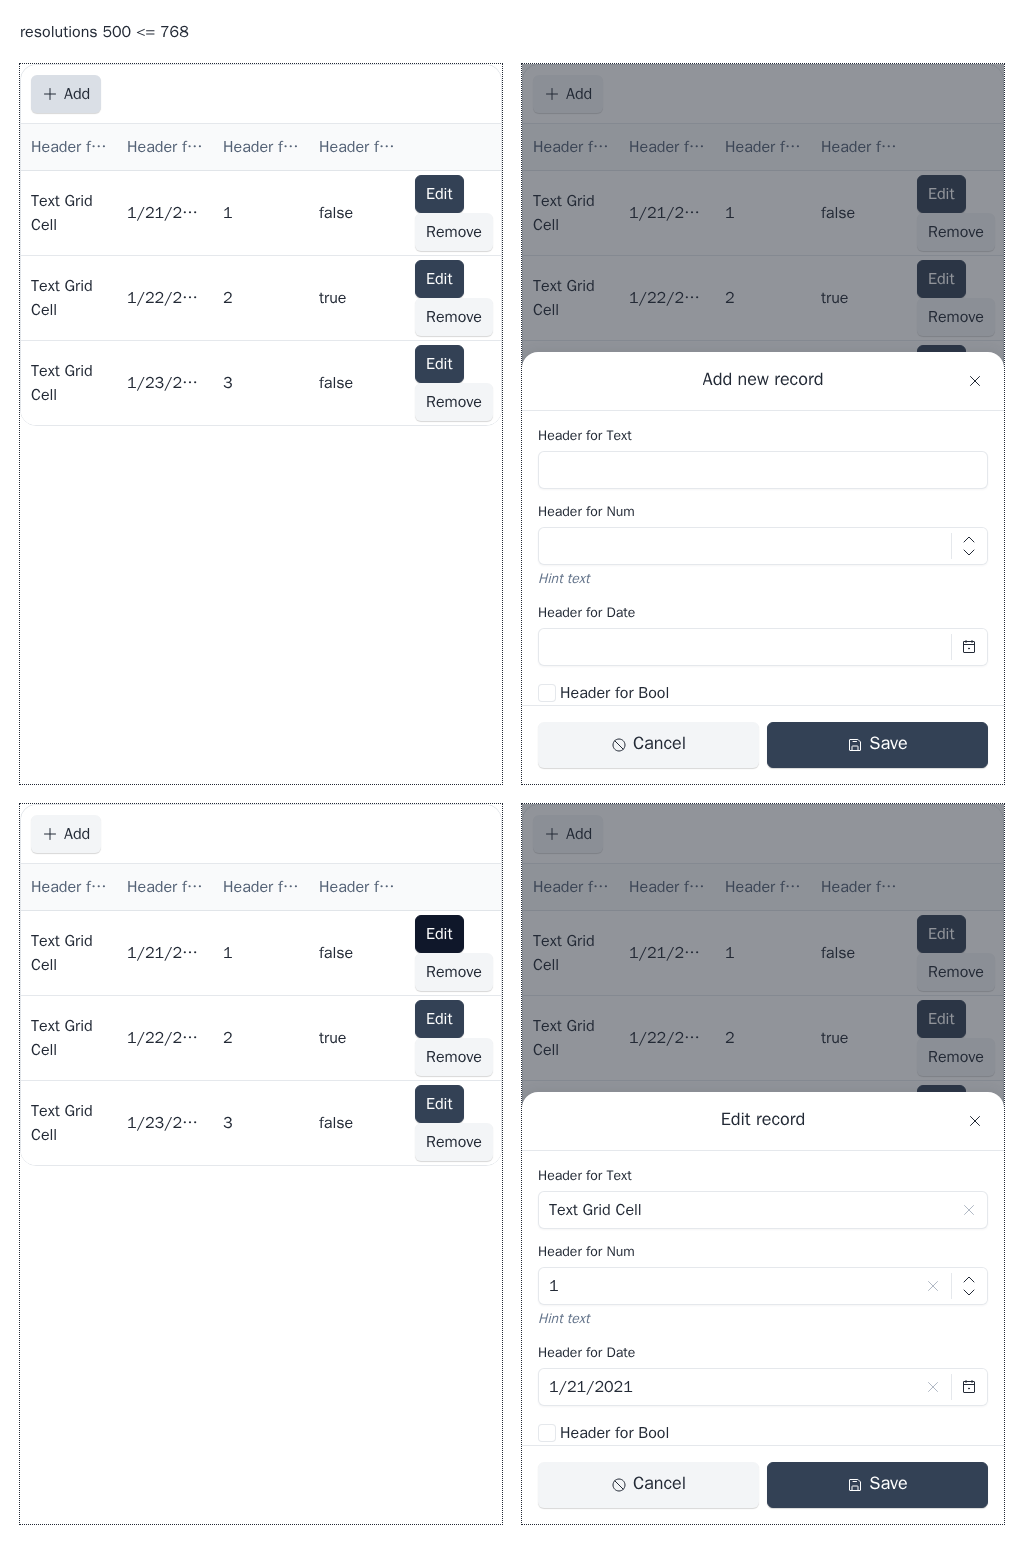 resolutions 500 <= 768
Add
Header f··· Header f··· Header f··· Header f···
Text Grid Cell 1/21/2··· 1 false Edit Remove
Text Grid Cell 1/22/2··· 2 true Edit Remove
Text Grid Cell 1/23/2··· 3 false Edit Remove
Add
Header f··· Header f··· Header f··· Header f···
Text Grid Cell 1/21/2··· 1 false Edit Remove
Text Grid Cell 1/22/2··· 2 true Edit Remove
Add new record
Header for Text
Header for Num
Hint text
Header for Date
Header for Bool
Cancel Save
Add
Header f··· Header f··· Header f··· Header f···
Text Grid Cell 1/21/2··· 1 false Edit Remove
Text Grid Cell 1/22/2··· 2 true Edit Remove
Text Grid Cell 1/23/2··· 3 false Edit Remove
Add
Header f··· Header f··· Header f··· Header f···
Text Grid Cell 1/21/2··· 1 false Edit Remove
Text Grid Cell 1/22/2··· 2 true Edit Remove
Edit record
Header for Text
Text Grid Cell
Header for Num
1
Hint text
Header for Date
1/21/2021
Header for Bool
Cancel Save